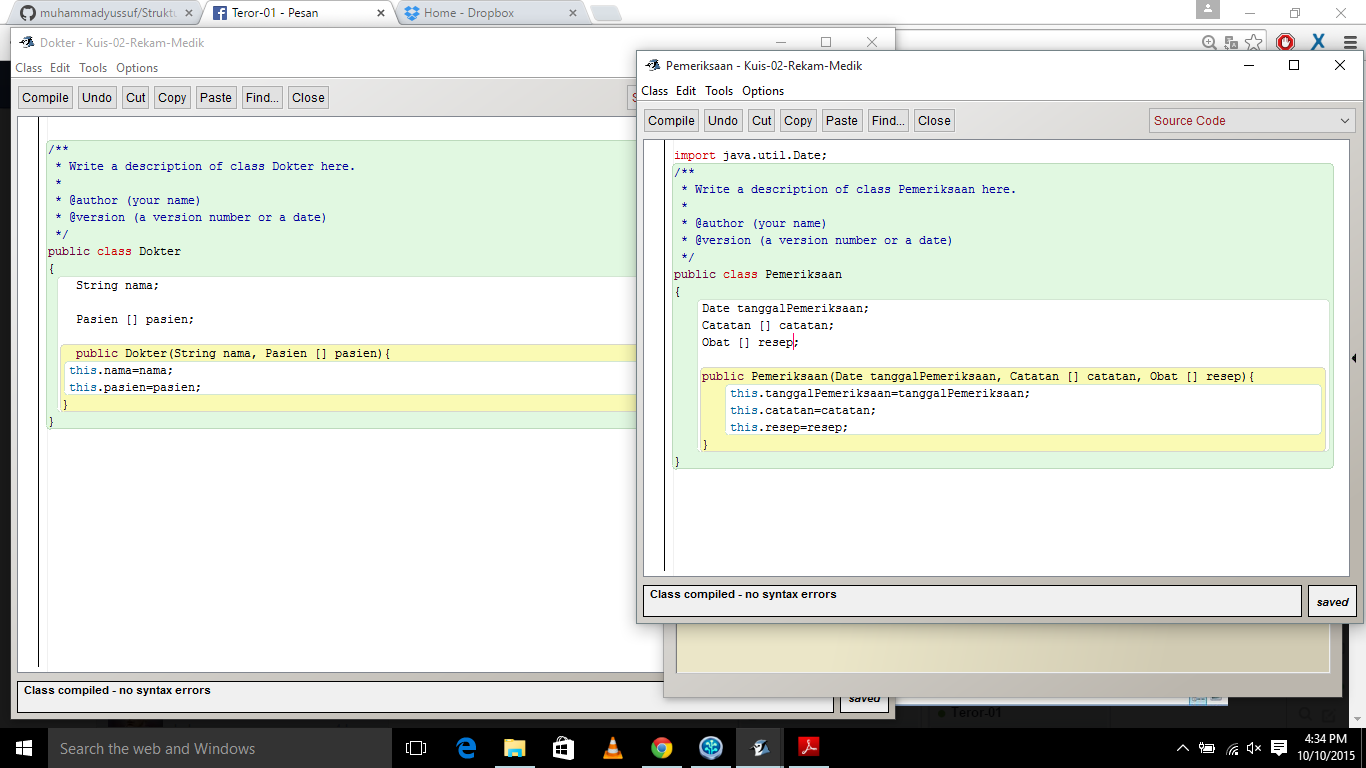 muhammadyussuf/Struktu
Teror-01 - Pesan
Home - Dropbox
Dokter - Kuis-02-Rekam-Medik
Class Edit Tools Options
Compile Undo Cut Copy Paste Find... Close
/**
* Write a description of class Dokter here.
*
* @author (your name)
* @version (a version number or a date)
*/
public class Dokter
{
String nama;
Pasien [] pasien;
public Dokter(String nama, Pasien [] pasien){
this.nama=nama;
this.pasien=pasien;
}
}
Class compiled - no syntax errors
saved
Pemeriksaan - Kuis-02-Rekam-Medik
Class Edit Tools Options
Compile Undo Cut Copy Paste Find... Close
Source Code
import java.util.Date;
/**
* Write a description of class Pemeriksaan here.
*
* @author (your name)
* @version (a version number or a date)
*/
public class Pemeriksaan
{
Date tanggalPemeriksaan;
Catatan [] catatan;
Obat [] resep;
public Pemeriksaan(Date tanggalPemeriksaan, Catatan [] catatan, Obat [] resep){
this.tanggalPemeriksaan=tanggalPemeriksaan;
this.catatan=catatan;
this.resep=resep;
}
}
Class compiled - no syntax errors
saved
Teror-01
Search the web and Windows
4:34 PM
10/10/2015